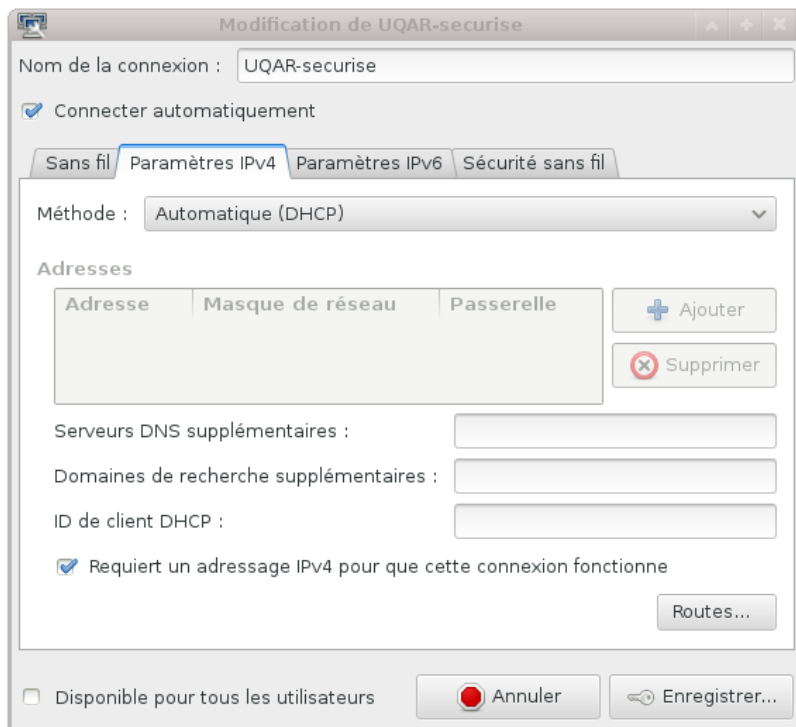 Modification de UQAR-securise
Nom de la connexion : UQAR-securise
Connecter automatiquement
Sans fil Paramètres IPv4 Paramètres IPv6 Sécurité sans fil
Méthode : Automatique (DHCP)
Adresses
Adresse Masque de réseau Passerelle
Ajouter
Supprimer
Serveurs DNS supplémentaires :
Domaines de recherche supplémentaires :
ID de client DHCP :
Requiert un adressage IPv4 pour que cette connexion fonctionne
Routes...
Disponible pour tous les utilisateurs Annuler Enregistrer...